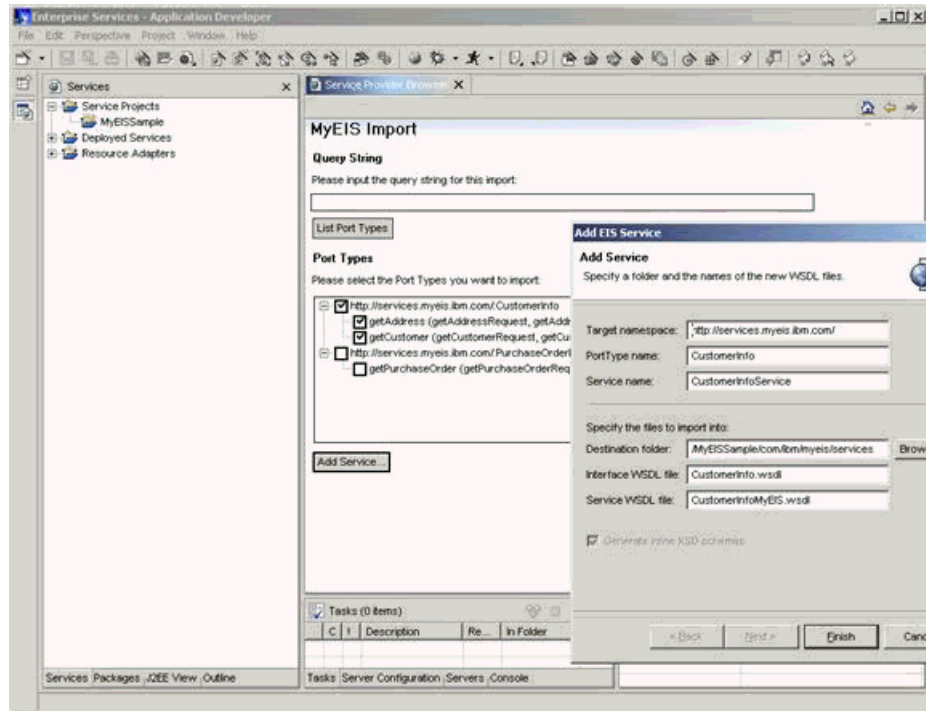 Enterprise Services - Application Developer
File Edit Perspective Project Window Help
Services
Service Projects
MyEISSample
Deployed Services
Resource Adapters
Service Provider Browser
MyEIS Import
Query String
Please input the query string for this import:
List Port Types
Port Types
Please select the Port Types you want to import:
http://services.myeis.ibm.com/:CustomerInfo
getAddress (getAddressRequest, getAddr
getCustomer (getCustomerRequest, getCu
http://services.myeis.ibm.com/:PurchaseOrderI
getPurchaseOrder (getPurchaseOrderReq
Add Service...
Add EIS Service
Add Service
Specify a folder and the names of the new WSDL files.
Target namespace: http://services.myeis.ibm.com/
PortType name: CustomerInfo
Service name: CustomerInfoService
Specify the files to import into:
Destination folder: /MyEISSample/com/ibm/myeis/services Brow
Interface WSDL file: CustomerInfo.wsdl
Service WSDL file: CustomerInfoMyEIS.wsdl
Generate inline XSD schemas
< Back Next > Finish Canc
Tasks (0 items)
C ! Description Re... In Folder
Services Packages J2EE View Outline
Tasks Server Configuration Servers Console